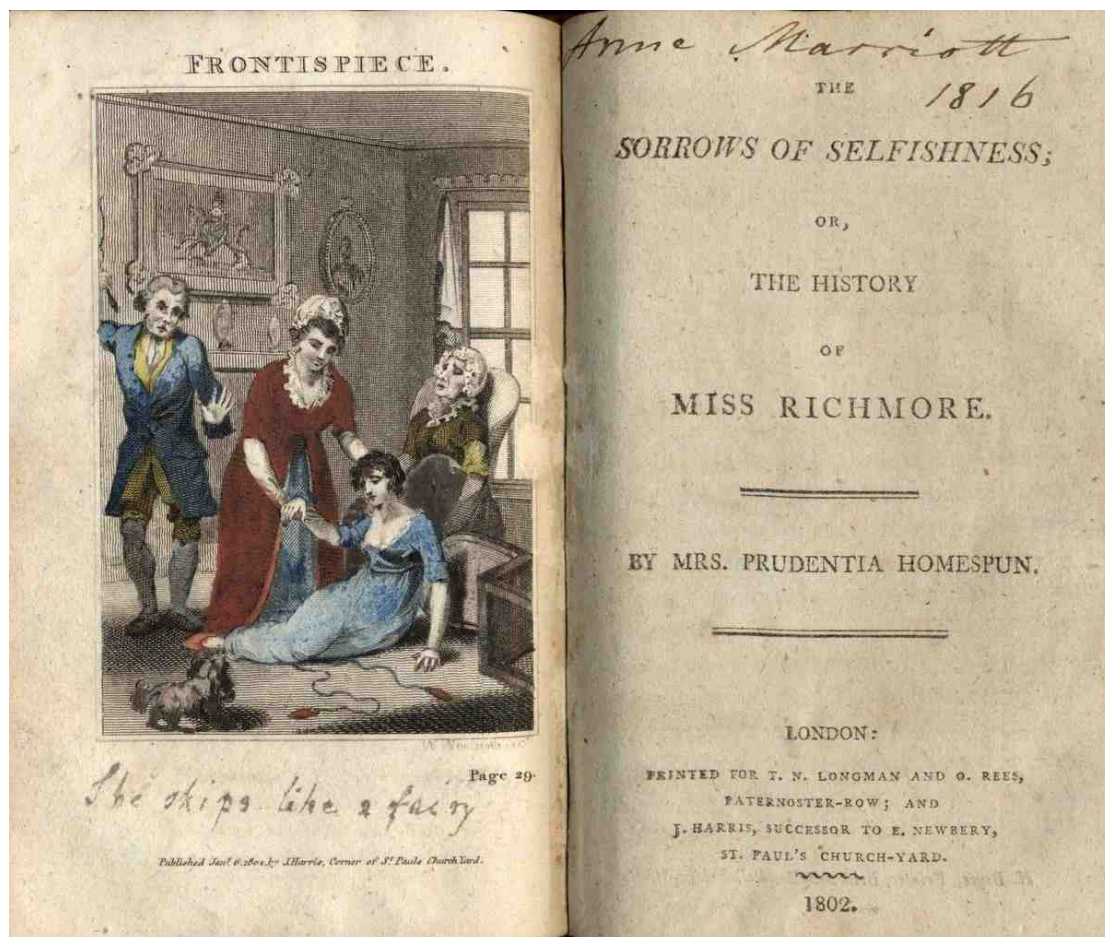 FRONTISPIECE.
Page 29.
She skips like a fairy
Published Jany. 6. 1802, by J. Harris, Corner of St. Pauls Church Yard.
Anne Marriott
1816
THE
SORROWS OF SELFISHNESS;
OR,
THE HISTORY
OF
MISS RICHMORE.
BY MRS. PRUDENTIA HOMESPUN.
LONDON:
PRINTED FOR T. N. LONGMAN AND O. REES,
PATERNOSTER-ROW; AND
J. HARRIS, SUCCESSOR TO E. NEWBERY,
ST. PAUL'S CHURCH-YARD.
1802.